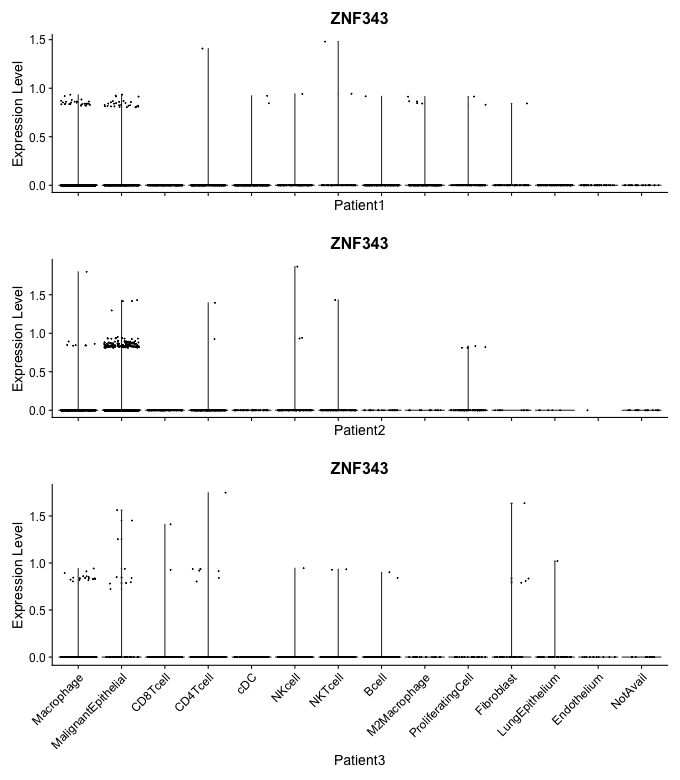 ZNF343
Expression Level
1.5
1.0
0.5
0.0
Patient1
ZNF343
Expression Level
1.5
1.0
0.5
0.0
Patient2
ZNF343
Expression Level
1.5
1.0
0.5
0.0
Macrophage
MalignantEpithelial
CD8Tcell
CD4Tcell
cDC
NKcell
NKTcell
Bcell
M2Macrophage
ProliferatingCell
Fibroblast
LungEpithelium
Endothelium
NotAvail
Patient3